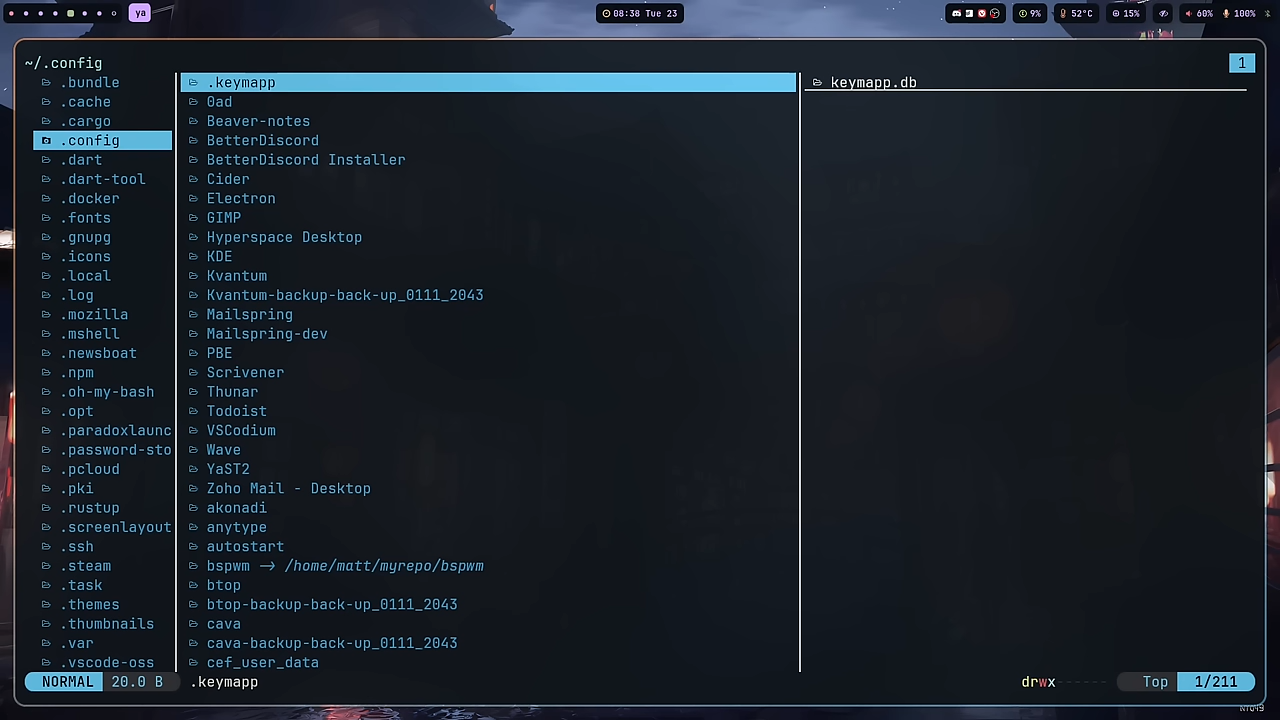 ya
08:38 Tue 23
9%
52°C
15%
60%
100%
~/.config
1
.bundle
.cache
.cargo
.config
.dart
.dart-tool
.docker
.fonts
.gnupg
.icons
.local
.log
.mozilla
.mshell
.newsboat
.npm
.oh-my-bash
.opt
.paradoxlaunc
.password-sto
.pcloud
.pki
.rustup
.screenlayout
.ssh
.steam
.task
.themes
.thumbnails
.var
.vscode-oss
.keymapp
0ad
Beaver-notes
BetterDiscord
BetterDiscord Installer
Cider
Electron
GIMP
Hyperspace Desktop
KDE
Kvantum
Kvantum-backup-back-up_0111_2043
Mailspring
Mailspring-dev
PBE
Scrivener
Thunar
Todoist
VSCodium
Wave
YaST2
Zoho Mail - Desktop
akonadi
anytype
autostart
bspwm -> /home/matt/myrepo/bspwm
btop
btop-backup-back-up_0111_2043
cava
cava-backup-back-up_0111_2043
cef_user_data
keymapp.db
NORMAL 20.0 B .keymapp
drwx------ Top 1/211